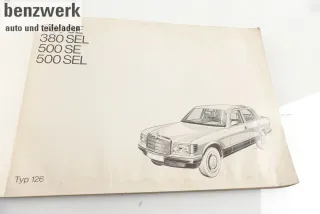 benzwerk
auto und teileladen
380 SEL
500 SE
500 SEL
Typ 126